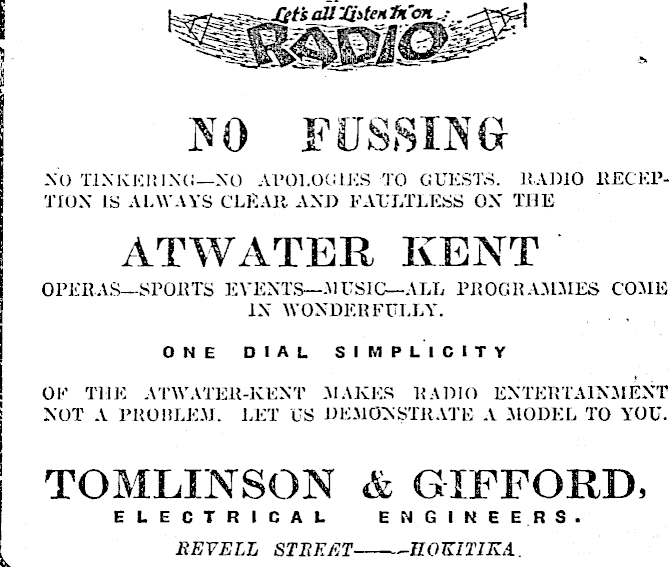 Let's all "Listen In" on
RADIO
NO FUSSING
NO TINKERING—NO APOLOGIES TO GUESTS. RADIO RECEP-
TION IS ALWAYS CLEAR AND FAULTLESS ON THE
ATWATER KENT
OPERAS—SPORTS EVENTS—MUSIC—ALL PROGRAMMES COME
IN WONDERFULLY.
ONE DIAL SIMPLICITY
OF THE ATWATER-KENT MAKES RADIO ENTERTAINMENT
NOT A PROBLEM. LET US DEMONSTRATE A MODEL TO YOU.
TOMLINSON & GIFFORD,
ELECTRICAL ENGINEERS.
REVELL STREET——HOKITIKA.